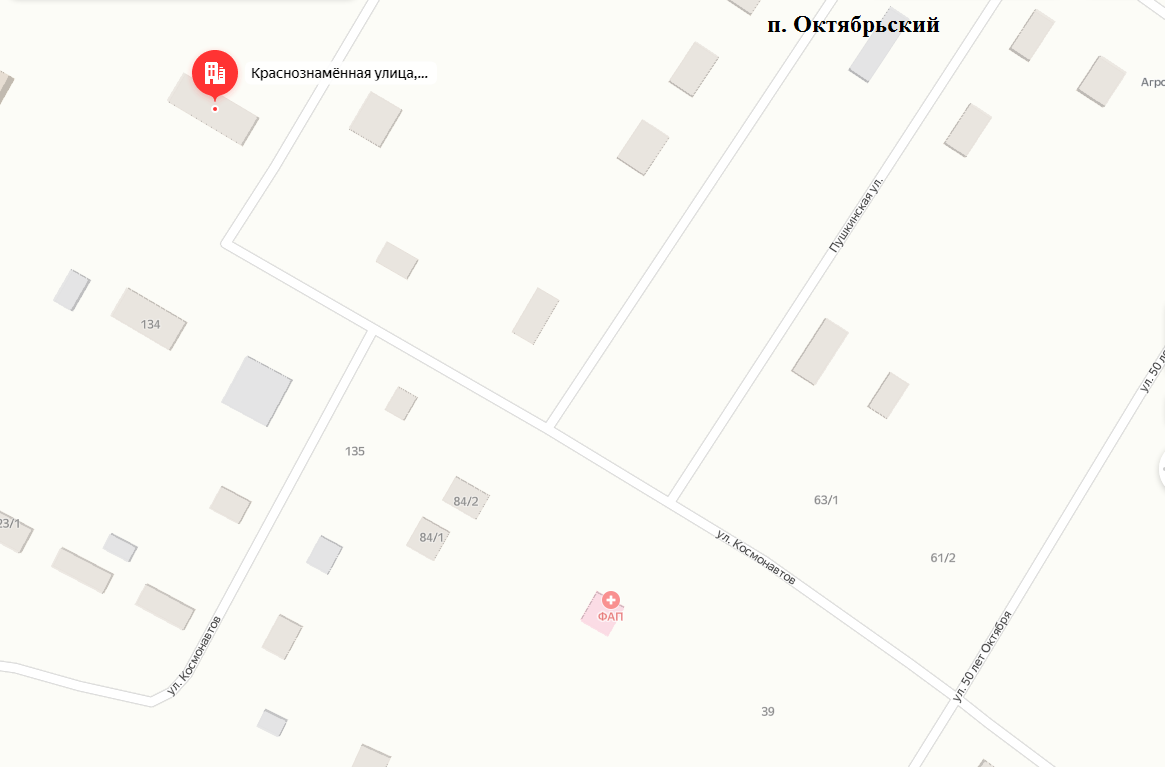 п. Октябрьский
Краснознамённая улица,...
Агро
Пушкинская ул.
134
ул. 50 лет
135
84/2
63/1
23/1
84/1
ул. Космонавтов
61/2
ФАП
ул. Космонавтов
ул. 50 лет Октября
39